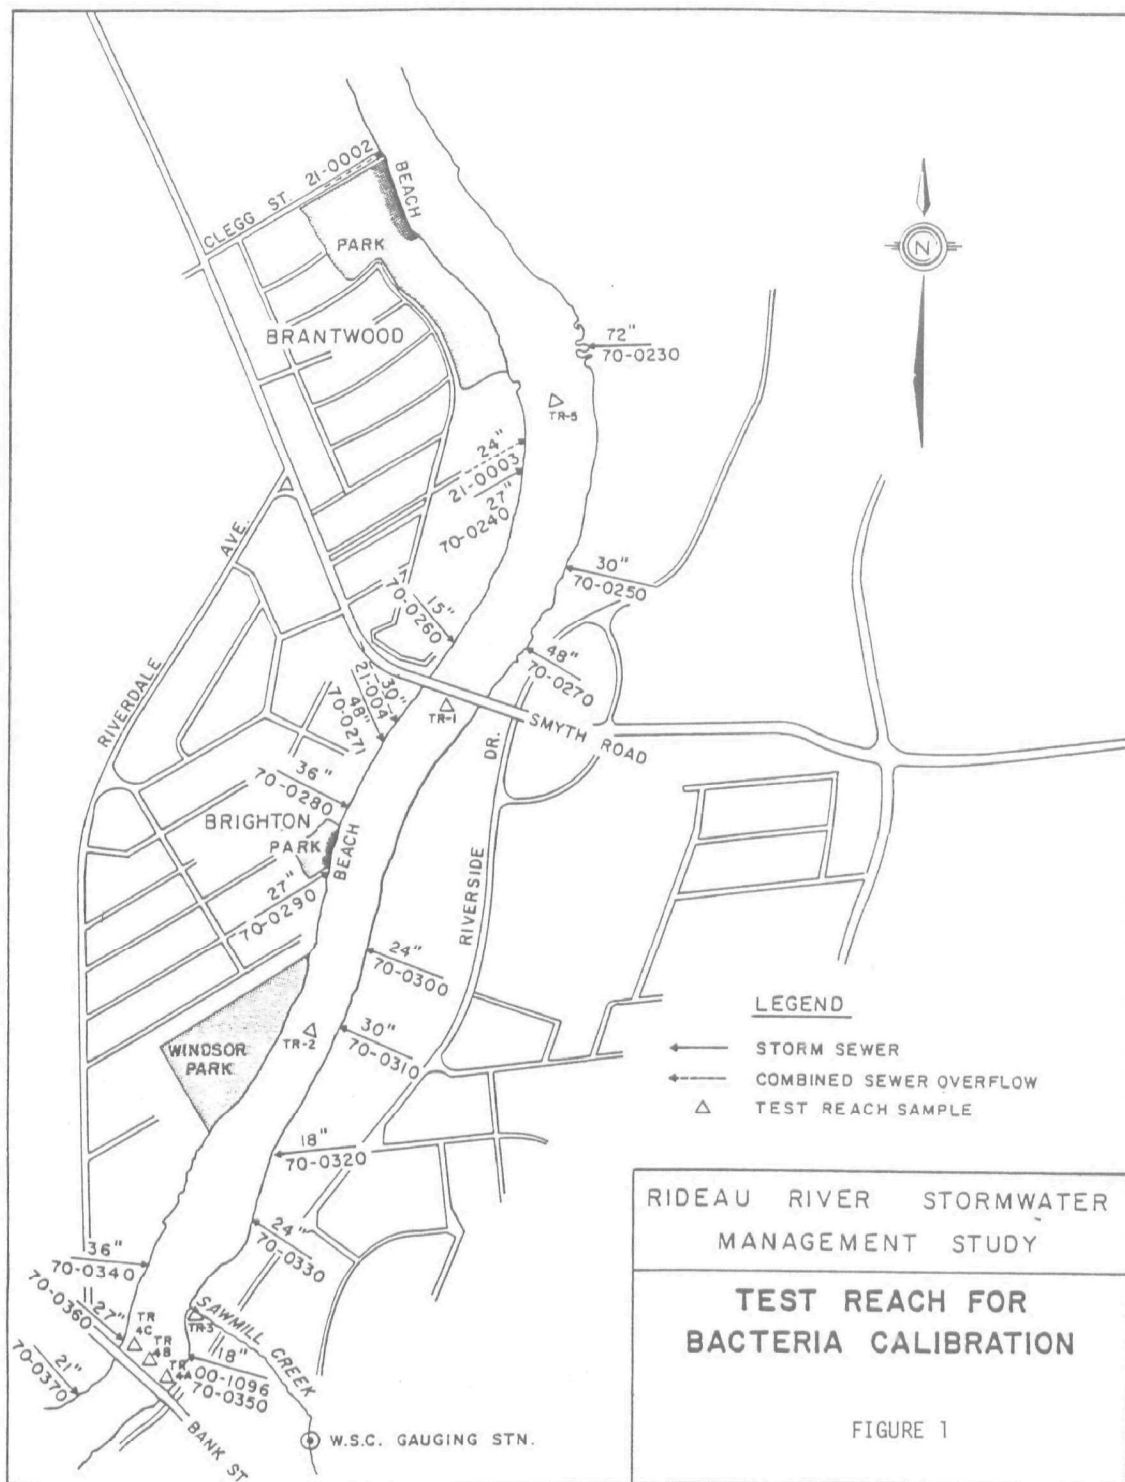 21-0002
CLEGG ST.
BEACH
PARK
BRANTWOOD
N
72"
70-0230
TR-5
24"
21-0003
27"
70-0240
30"
70-0250
15"
70-0260
48"
70-0270
RIVERDALE AVE.
30"
21-004
48"
70-0271
TR-1
SMYTH ROAD
36"
70-0280
BRIGHTON
PARK
BEACH
27"
70-0290
RIVERSIDE DR.
24"
70-0300
TR-2
30"
70-0310
WINDSOR
PARK
18"
70-0320
24"
70-0330
36"
70-0340
27"
70-0360
TR
4C
TR
4B
TR
4A
21"
70-0370
TR-3
SAWMILL CREEK
18"
00-1096
70-0350
BANK ST
W.S.C. GAUGING STN.
LEGEND
STORM SEWER
COMBINED SEWER OVERFLOW
TEST REACH SAMPLE
RIDEAU RIVER STORMWATER
MANAGEMENT STUDY
TEST REACH FOR
BACTERIA CALIBRATION
FIGURE 1